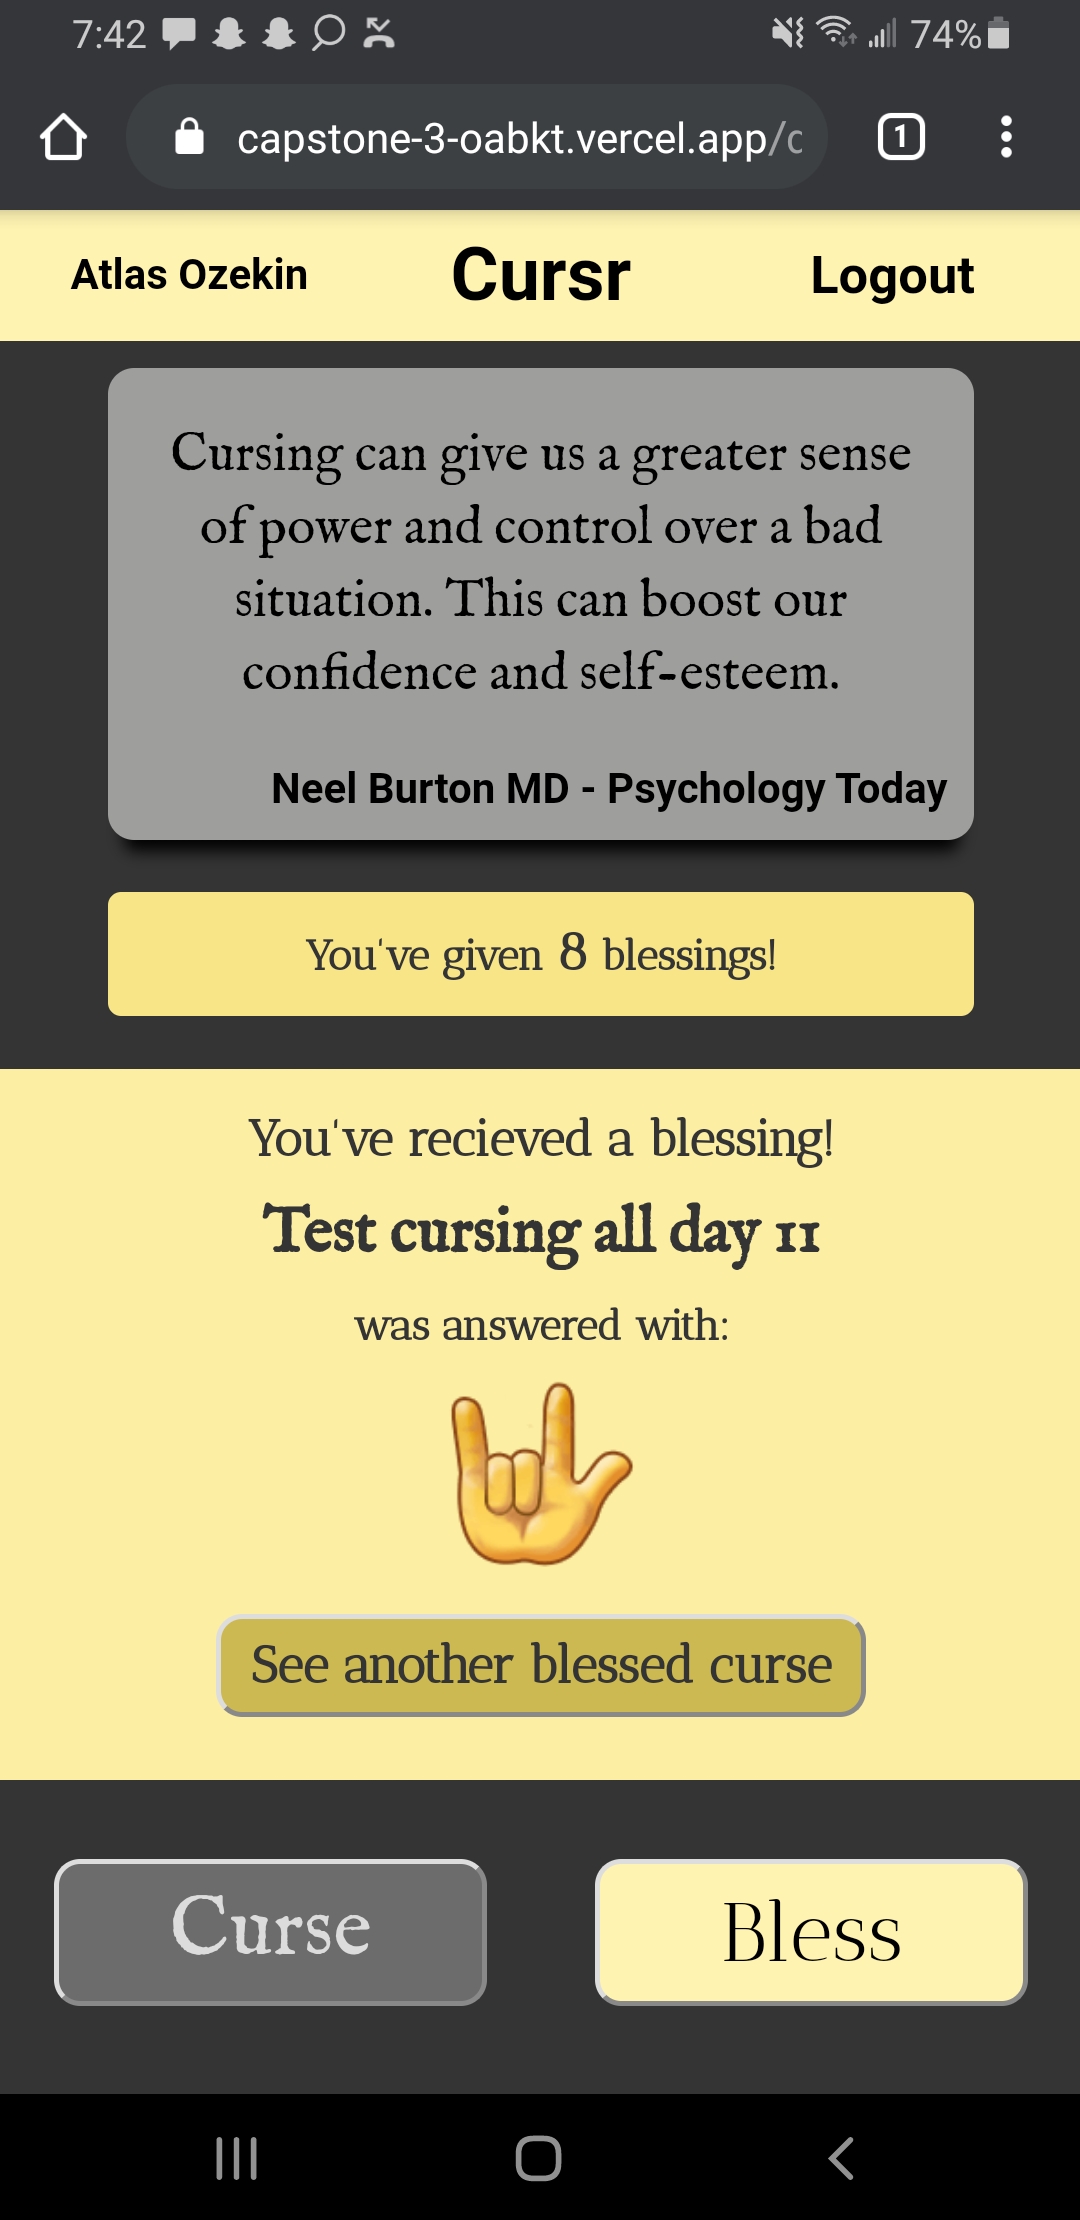 7:42
74%
capstone-3-oabkt.vercel.app/c
1
Atlas Ozekin
Cursr
Logout
Cursing can give us a greater sense
of power and control over a bad
situation. This can boost our
confidence and self-esteem.
Neel Burton MD - Psychology Today
You've given 8 blessings!
You've recieved a blessing!
Test cursing all day 11
was answered with:
See another blessed curse
Curse
Bless